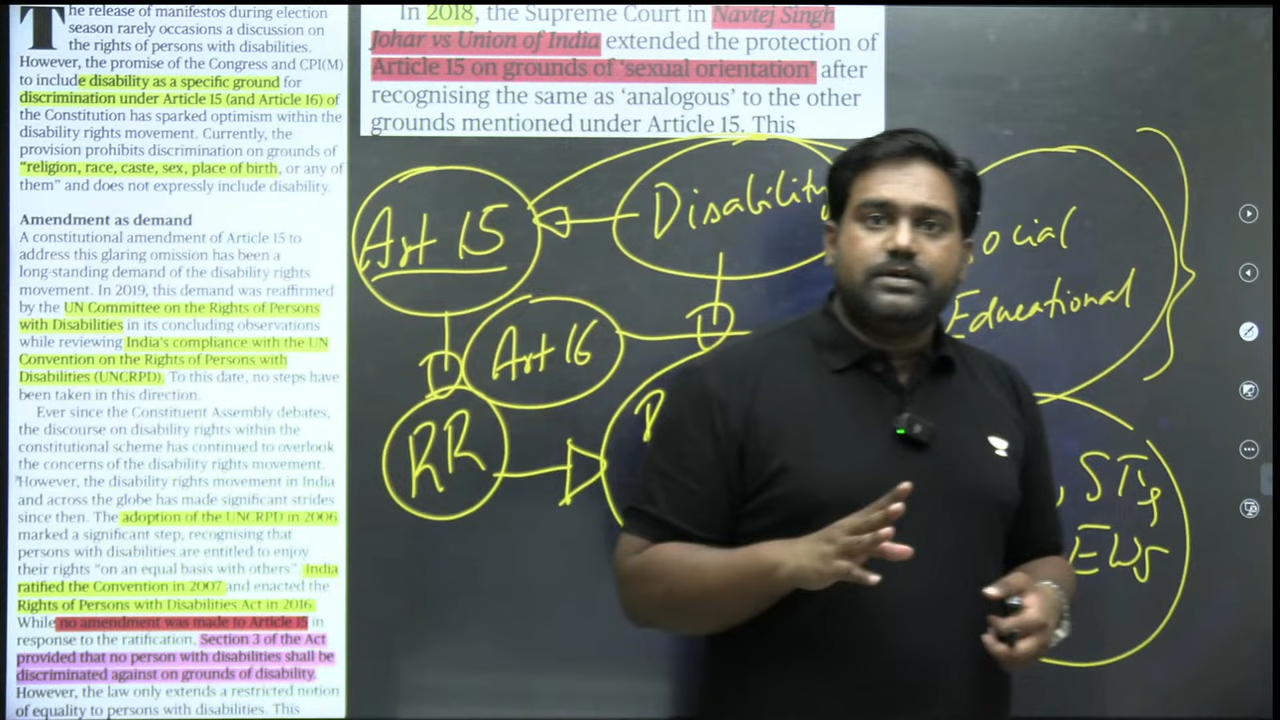 The release of manifestos during election
season rarely occasions a discussion on
the rights of persons with disabilities.
However, the promise of the Congress and CPI(M)
to include disability as a specific ground for
discrimination under Article 15 (and Article 16) of
the Constitution has sparked optimism within the
disability rights movement. Currently, the
provision prohibits discrimination on grounds of
“religion, race, caste, sex, place of birth, or any of
them” and does not expressly include disability.
Amendment as demand
A constitutional amendment of Article 15 to
address this glaring omission has been a
long-standing demand of the disability rights
movement. In 2019, this demand was reaffirmed
by the UN Committee on the Rights of Persons
with Disabilities in its concluding observations
while reviewing India's compliance with the UN
Convention on the Rights of Persons with
Disabilities (UNCRPD). To this date, no steps have
been taken in this direction.
Ever since the Constituent Assembly debates,
the discourse on disability rights within the
constitutional scheme has continued to overlook
the concerns of the disability rights movement.
However, the disability rights movement in India
and across the globe has made significant strides
since then. The adoption of the UNCRPD in 2006
marked a significant step, recognising that
persons with disabilities are entitled to enjoy
their rights “on an equal basis with others”. India
ratified the Convention in 2007 and enacted the
Rights of Persons with Disabilities Act in 2016.
While no amendment was made to Article 15 in
response to the ratification, Section 3 of the Act
provided that no person with disabilities shall be
discriminated against on grounds of disability.
However, the law only extends a restricted notion
of equality to persons with disabilities. This
In 2018, the Supreme Court in Navtej Singh
Johar vs Union of India extended the protection of
Article 15 on grounds of ‘sexual orientation’ after
recognising the same as ‘analogous’ to the other
grounds mentioned under Article 15. This
Art 15
Disability
ocial
Educational
Art 16
RR
, STs,
EWS